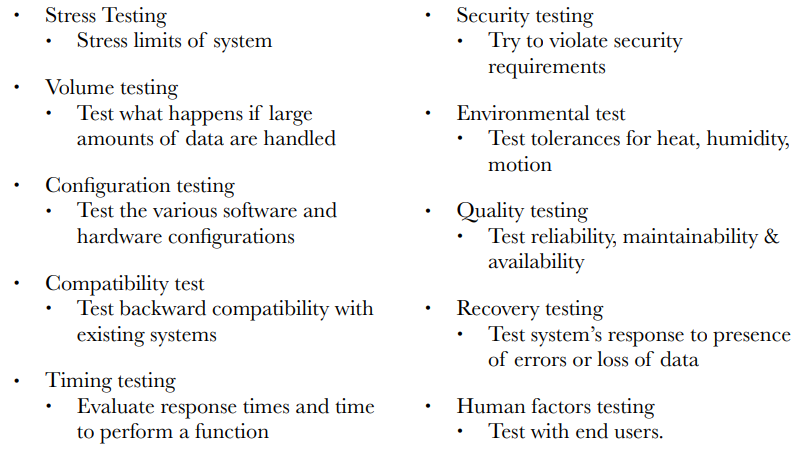 • Stress Testing
• Stress limits of system
• Volume testing
• Test what happens if large
amounts of data are handled
• Configuration testing
• Test the various software and
hardware configurations
• Compatibility test
• Test backward compatibility with
existing systems
• Timing testing
• Evaluate response times and time
to perform a function
• Security testing
• Try to violate security
requirements
• Environmental test
• Test tolerances for heat, humidity,
motion
• Quality testing
• Test reliability, maintainability &
availability
• Recovery testing
• Test system’s response to presence
of errors or loss of data
• Human factors testing
• Test with end users.